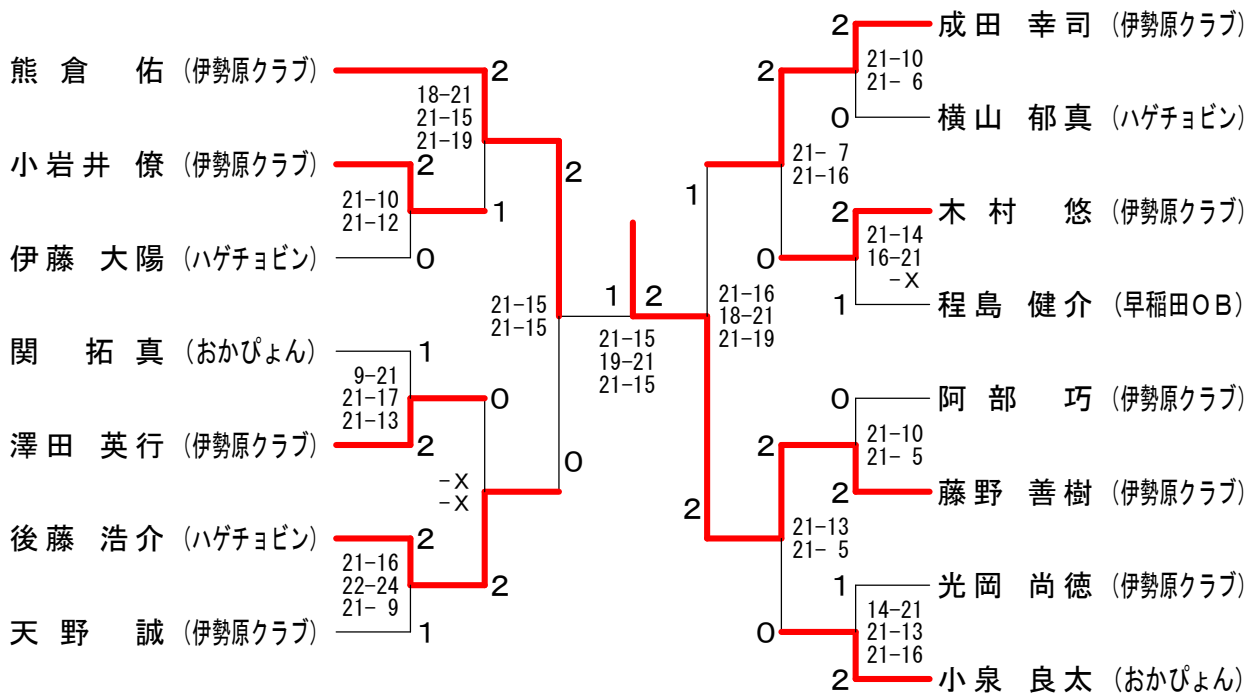 熊倉 佑 (伊勢原クラブ)
2
18-21
21-15
21-19
小岩井 僚 (伊勢原クラブ)
2
21-10
21-12
1
伊藤 大陽 (ハゲチョビン)
0
2
21-15
21-15
関 拓真 (おかぴょん)
1
9-21
21-17
21-13
0
澤田 英行 (伊勢原クラブ)
2
-X
-X
0
後藤 浩介 (ハゲチョビン)
2
21-16
22-24
21- 9
2
天野 誠 (伊勢原クラブ)
1
1 2
21-15
19-21
21-15
2 成田 幸司 (伊勢原クラブ)
2
21-10
21- 6
0 横山 郁真 (ハゲチョビン)
21- 7
21-16
1
2 木村 悠 (伊勢原クラブ)
0
21-14
16-21
-X
1 程島 健介 (早稲田OB)
21-16
18-21
21-19
0 阿部 巧 (伊勢原クラブ)
2
21-10
21- 5
2 藤野 善樹 (伊勢原クラブ)
2
21-13
21- 5
1 光岡 尚徳 (伊勢原クラブ)
0
14-21
21-13
21-16
2 小泉 良太 (おかぴょん)